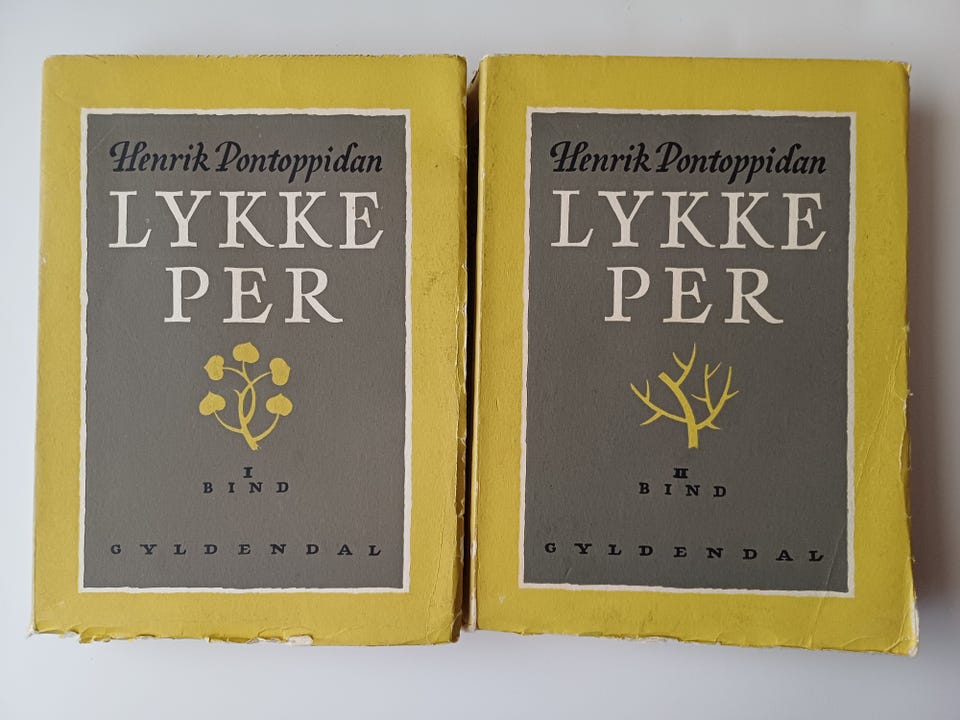 Henrik Pontoppidan
LYKKE
PER
I
BIND
GYLDENDAL
Henrik Pontoppidan
LYKKE
PER
II
BIND
GYLDENDAL